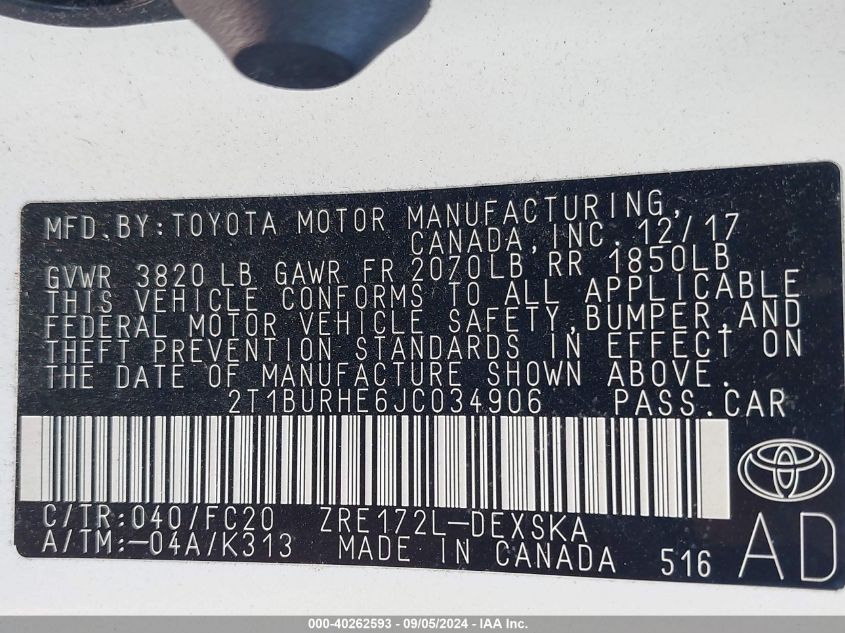 MFD.BY:TOYOTA MOTOR MANUFACTURING,
CANADA,INC. 12/17
GVWR 3820 LB GAWR FR 2070LB RR 1850LB
THIS VEHICLE CONFORMS TO ALL APPLICABLE
FEDERAL MOTOR VEHICLE SAFETY,BUMPER,AND
THEFT PREVENTION STANDARDS IN EFFECT ON
THE DATE OF MANUFACTURE SHOWN ABOVE.
2T1BURHE6JC034906 PASS.CAR
C/TR:040/FC20 ZRE172L-DEXSKA
A/TM:-04A/K313 MADE IN CANADA 516 AD
000-40262593 - 09/05/2024 - IAA Inc.